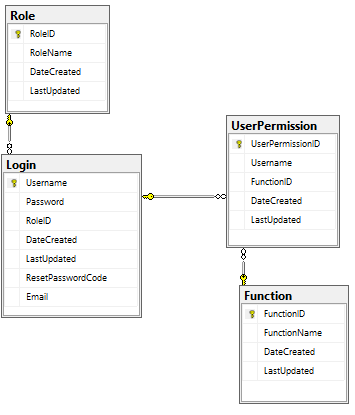 Role
RoleID
RoleName
DateCreated
LastUpdated
Login
Username
Password
RoleID
DateCreated
LastUpdated
ResetPasswordCode
Email
UserPermission
UserPermissionID
Username
FunctionID
DateCreated
LastUpdated
Function
FunctionID
FunctionName
DateCreated
LastUpdated